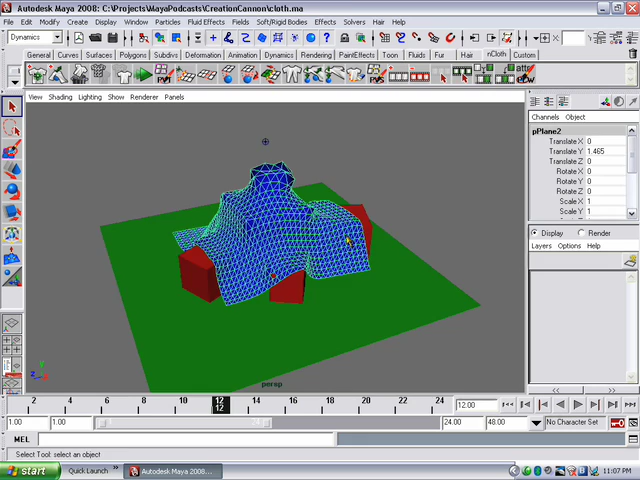 Autodesk Maya 2008: C:\Projects\MayaPodcasts\CreationCannon\cloth.ma
File Edit Modify Create Display Window Particles Fluid Effects Fields Soft/Rigid Bodies Effects Solvers Hair Help
Dynamics
General Curves Surfaces Polygons Subdivs Deformation Animation Dynamics Rendering PaintEffects Toon Fluids Fur Hair nCloth Custom
View Shading Lighting Show Renderer Panels
Channels Object
pPlane2
Translate X 0
Translate Y 1.465
Translate Z 0
Rotate X 0
Rotate Y 0
Rotate Z 0
Scale X 1
Scale Y 1
Display Render
Layers Options Help
persp
2 4 6 8 10 12 14 16 18 20 22 24
12
12.00
1.00 1.00 24.00 48.00 No Character Set
MEL
Select Tool: select an object
start Quick Launch Autodesk Maya 2008... 11:07 PM